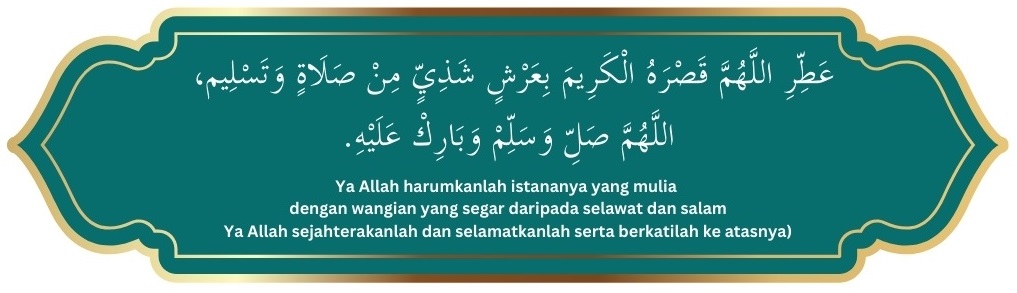 عَطِّرِ اللَّهُمَّ قَصْرَهُ الْكَرِيمَ بِعَرْشٍ شَذِيٍّ مِنْ صَلَاةٍ وَتَسْلِيم،
اللَّهُمَّ صَلِّ وَسَلِّمْ وَبَارِكْ عَلَيْهِ.
Ya Allah harumkanlah istananya yang mulia
dengan wangian yang segar daripada selawat dan salam
Ya Allah sejahterakanlah dan selamatkanlah serta berkatilah ke atasnya)